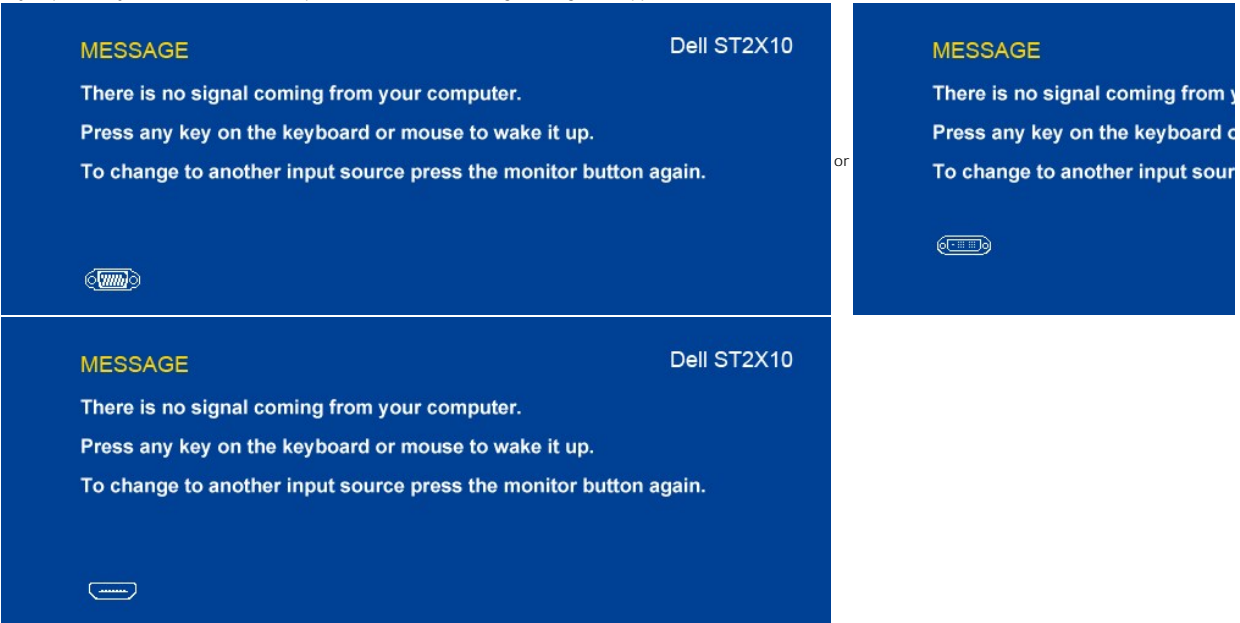 MESSAGE
Dell ST2X10
There is no signal coming from your computer.
Press any key on the keyboard or mouse to wake it up.
To change to another input source press the monitor button again.
or
MESSAGE
There is no signal coming from
Press any key on the keyboard
To change to another input
MESSAGE
Dell ST2X10
There is no signal coming from your computer.
Press any key on the keyboard or mouse to wake it up.
To change to another input source press the monitor button again.